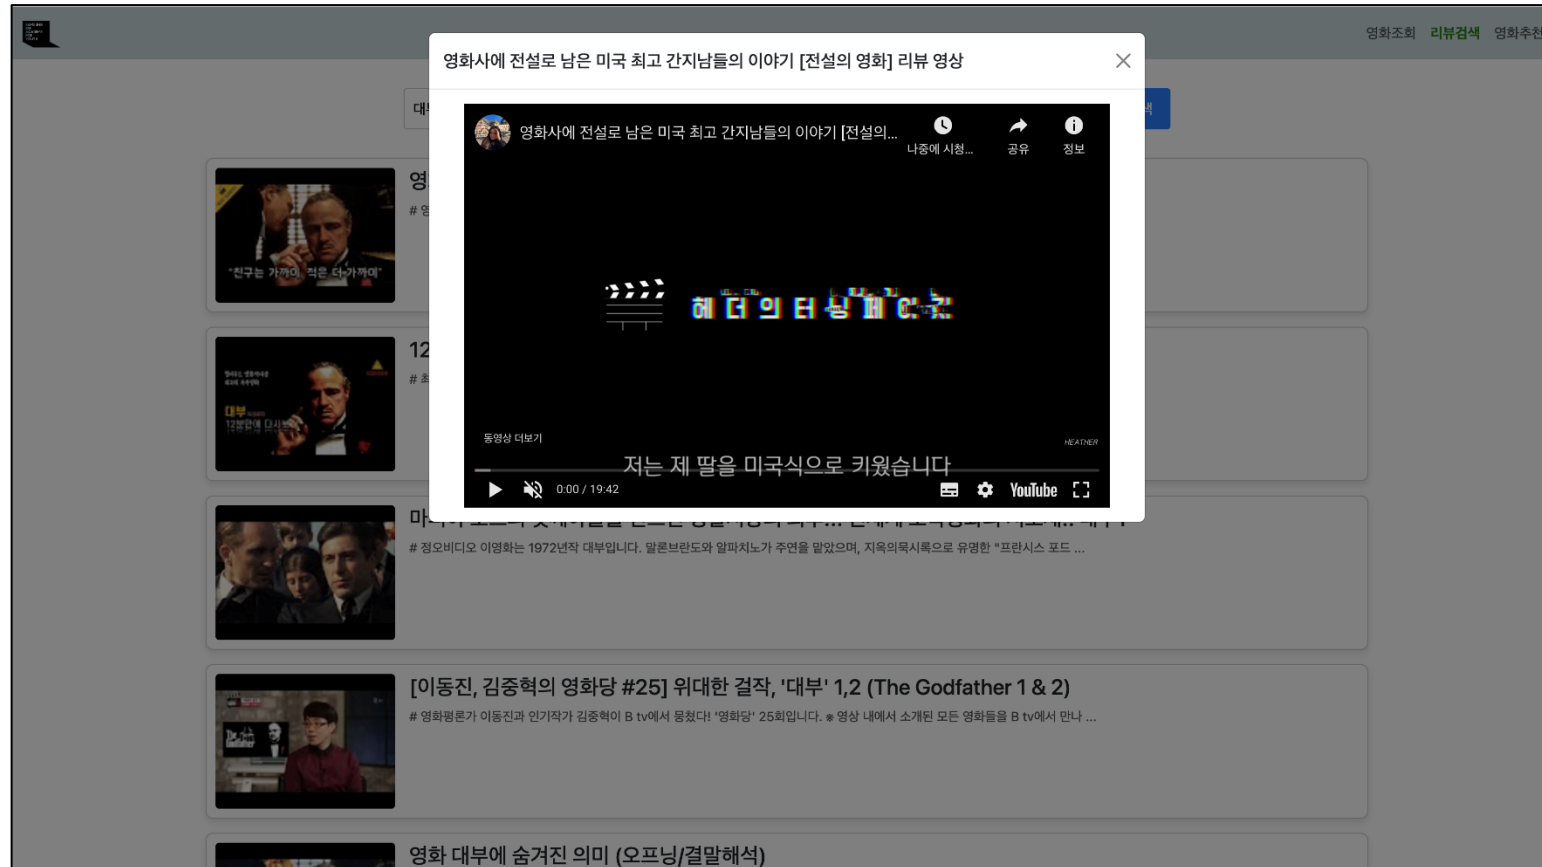 영화조회 리뷰검색 영화추천
영화사에 전설로 남은 미국 최고 간지남들의 이야기 [전설의 영화] 리뷰 영상
영화사에 전설로 남은 미국 최고 간지남들의 이야기 [전설의...
나중에 시청...
공유
정보
헤더의터닝페이지
동영상 더보기
HEATHER
저는 제 딸을 미국식으로 키웠습니다
0:00 / 19:42
YouTube
"친구는 가까이 적은 더 가까이"
12
대부
12분만에 다시보기
# 정오비디오 이영화는 1972년작 대부입니다. 말론브란도와 알파치노가 주연을 맡았으며, 지옥의묵시록으로 유명한 "프란시스 포드 ...
[이동진, 김중혁의 영화당 #25] 위대한 걸작, '대부' 1,2 (The Godfather 1 & 2)
# 영화평론가 이동진과 인기작가 김중혁이 B tv에서 뭉쳤다! '영화당' 25회입니다. ※ 영상 내에서 소개된 모든 영화들을 B tv에서 만나 ...
The Godfather
영화 대부에 숨겨진 의미 (오프닝/결말해석)